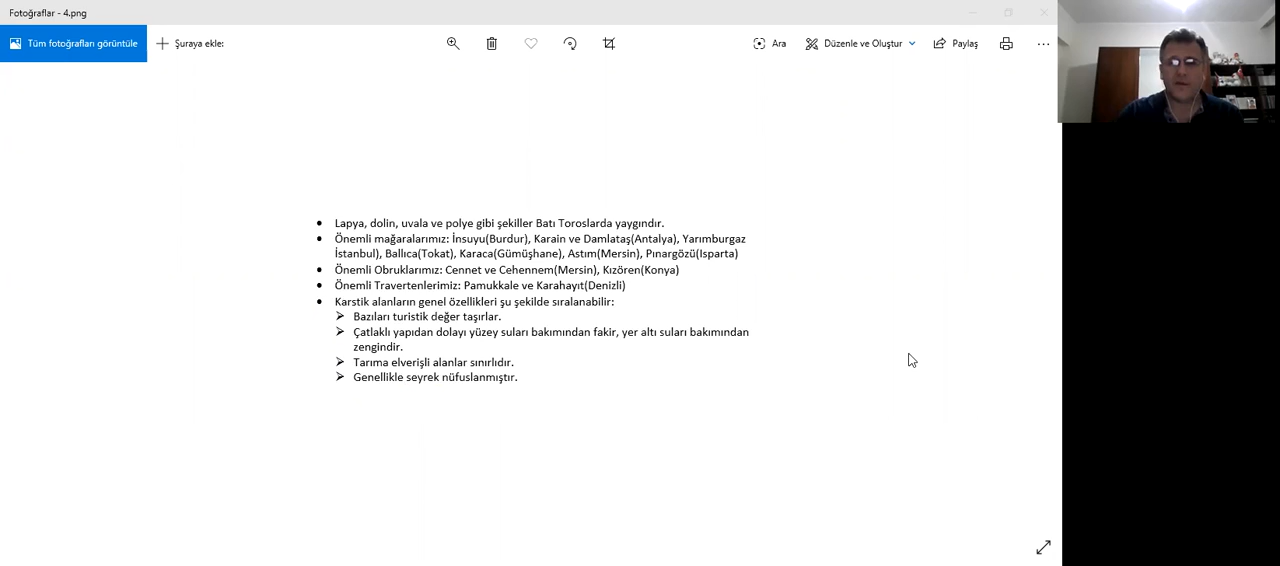 Fotoğraflar - 4.png
Tüm fotoğrafları görüntüle
Şuraya ekle:
Ara
Düzenle ve Oluştur
Paylaş
• Lapya, dolin, uvala ve polye gibi şekiller Batı Toroslarda yaygındır.
• Önemli mağaralarımız: İnsuyu(Burdur), Karain ve Damlataş(Antalya), Yarımburgaz
İstanbul), Ballıca(Tokat), Karaca(Gümüşhane), Astım(Mersin), Pınargözü(Isparta)
• Önemli Obruklarımız: Cennet ve Cehennem(Mersin), Kızören(Konya)
• Önemli Travertenlerimiz: Pamukkale ve Karahayıt(Denizli)
• Karstik alanların genel özellikleri şu şekilde sıralanabilir:
➢ Bazıları turistik değer taşırlar.
➢ Çatlaklı yapıdan dolayı yüzey suları bakımından fakir, yer altı suları bakımından
zengindir.
➢ Tarıma elverişli alanlar sınırlıdır.
➢ Genellikle seyrek nüfuslanmıştır.